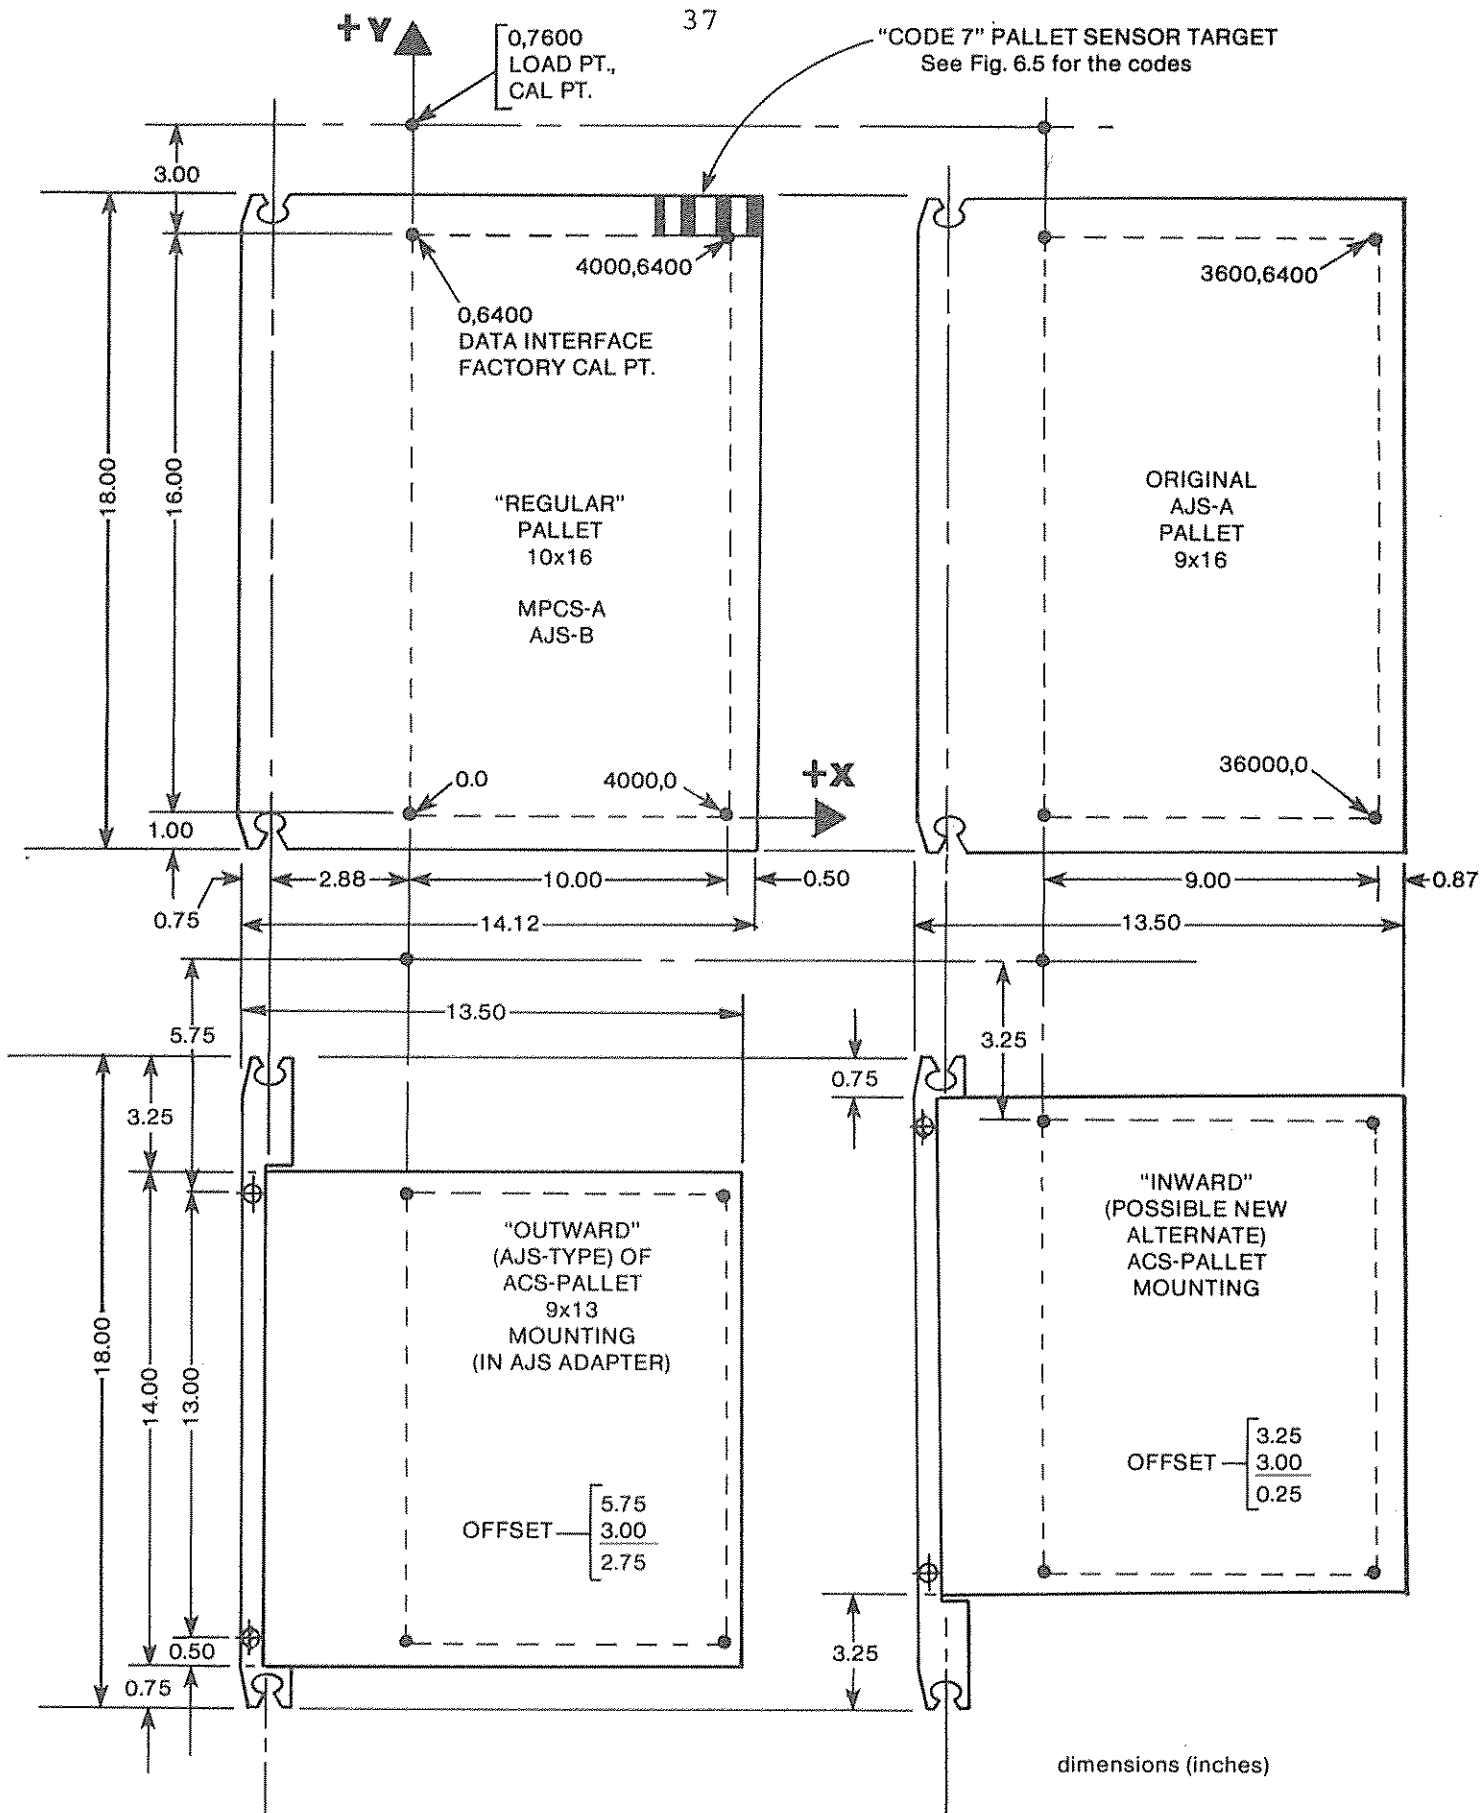 37
+Y
0,7600
LOAD PT.,
CAL PT.
"CODE 7" PALLET SENSOR TARGET
See Fig. 6.5 for the codes
3.00
18.00
16.00
1.00
0,6400
DATA INTERFACE
FACTORY CAL PT.
4000,6400
"REGULAR"
PALLET
10x16
MPCS-A
AJS-B
0.0
4000,0
+X
3600,6400
ORIGINAL
AJS-A
PALLET
9x16
36000,0
0.75
2.88
10.00
0.50
14.12
9.00
0.87
13.50
13.50
5.75
3.25
18.00
14.00
13.00
0.50
0.75
"OUTWARD"
(AJS-TYPE) OF
ACS-PALLET
9x13
MOUNTING
(IN AJS ADAPTER)
OFFSET
5.75
3.00
2.75
3.25
0.75
3.25
"INWARD"
(POSSIBLE NEW
ALTERNATE)
ACS-PALLET
MOUNTING
OFFSET
3.25
3.00
0.25
dimensions (inches)